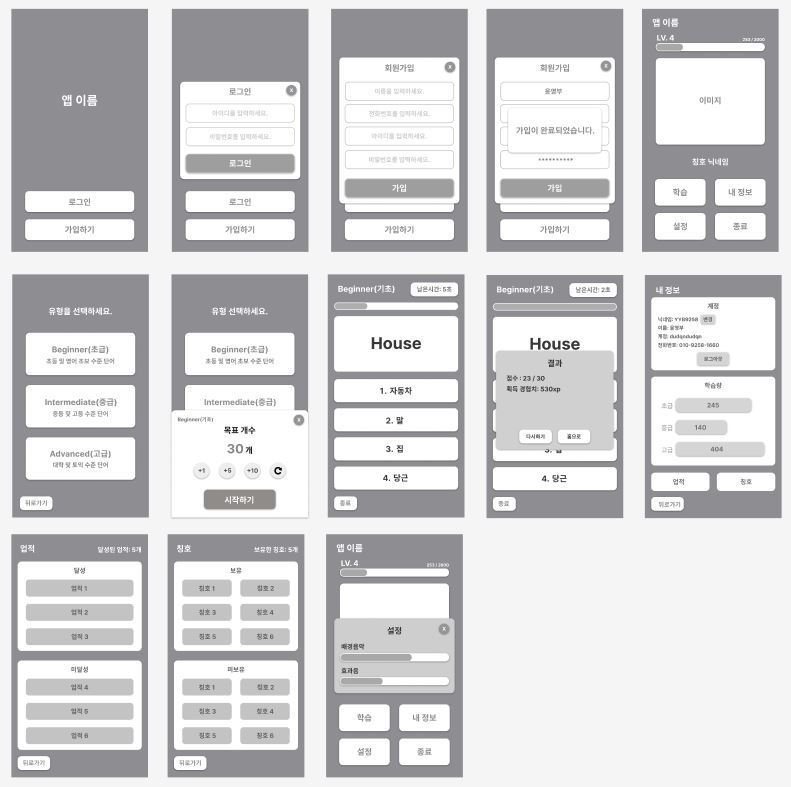 앱 이름
로그인
가입하기
로그인
X
아이디를 입력하세요.
비밀번호를 입력하세요.
로그인
로그인
가입하기
회원가입
X
이름을 입력하세요.
전화번호를 입력하세요.
아이디를 입력하세요.
비밀번호를 입력하세요.
가입
가입하기
회원가입
X
윤영부
가입이 완료되었습니다.
**********
가입
가입하기
앱 이름
LV. 4
253 / 2000
이미지
칭호 닉네임
학습
내 정보
설정
종료
유형을 선택하세요.
Beginner(초급)
초등 및 영어 초보 수준 단어
Intermediate(중급)
중등 및 고등 수준 단어
Advanced(고급)
대학 및 토익 수준 단어
뒤로가기
유형 선택하세요.
Beginner(초급)
초등 및 영어 초보 수준 단어
Intermediate(중급)
Beginner(기초)
X
목표 개수
30 개
+1
+5
+10
시작하기
Beginner(기초)
남은시간: 5초
House
1. 자동차
2. 말
3. 집
4. 당근
종료
Beginner(기초)
남은시간: 2초
House
결과
점수 : 23 / 30
획득 경험치: 530xp
다시하기
홈으로
3. 집
4. 당근
종료
내 정보
계정
닉네임: YYB9258
변경
이름: 윤영부
계정: dudqndudqn
전화번호: 010-9258-1660
로그아웃
학습량
초급
245
중급
140
고급
404
업적
칭호
뒤로가기
업적
달성된 업적: 5개
달성
업적 1
업적 2
업적 3
미달성
업적 4
업적 5
업적 6
뒤로가기
칭호
보유한 칭호: 5개
보유
칭호 1
칭호 2
칭호 3
칭호 4
칭호 5
칭호 6
미보유
칭호 1
칭호 2
칭호 3
칭호 4
칭호 5
칭호 6
뒤로가기
앱 이름
LV. 4
253 / 2000
설정
X
배경음악
효과음
학습
내 정보
설정
종료